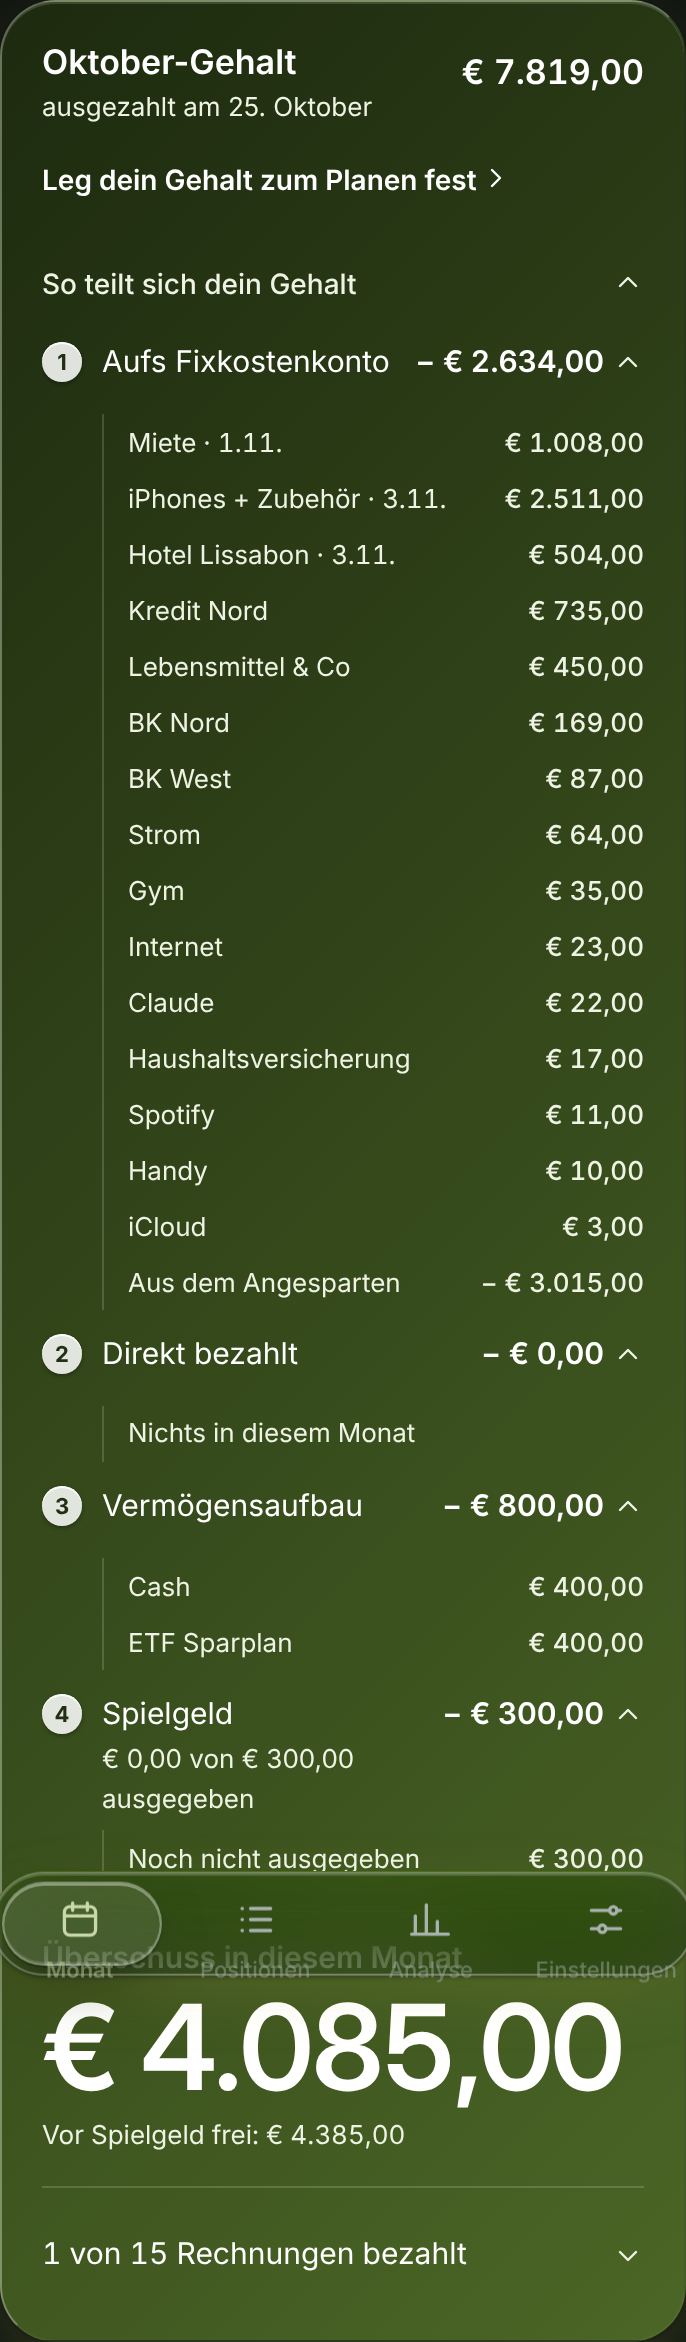 Oktober-Gehalt
€ 7.819,00
ausgezahlt am 25. Oktober
Leg dein Gehalt zum Planen fest
So teilt sich dein Gehalt
1 Aufs Fixkostenkonto – € 2.634,00
Miete · 1.11. € 1.008,00
iPhones + Zubehör · 3.11. € 2.511,00
Hotel Lissabon · 3.11. € 504,00
Kredit Nord € 735,00
Lebensmittel & Co € 450,00
BK Nord € 169,00
BK West € 87,00
Strom € 64,00
Gym € 35,00
Internet € 23,00
Claude € 22,00
Haushaltsversicherung € 17,00
Spotify € 11,00
Handy € 10,00
iCloud € 3,00
Aus dem Angesparten – € 3.015,00
2 Direkt bezahlt – € 0,00
Nichts in diesem Monat
3 Vermögensaufbau – € 800,00
Cash € 400,00
ETF Sparplan € 400,00
4 Spielgeld – € 300,00
€ 0,00 von € 300,00
ausgegeben
Noch nicht ausgegeben € 300,00
Überschuss in diesem Monat
Monat Positionen Analyse Einstellungen
€ 4.085,00
Vor Spielgeld frei: € 4.385,00
1 von 15 Rechnungen bezahlt